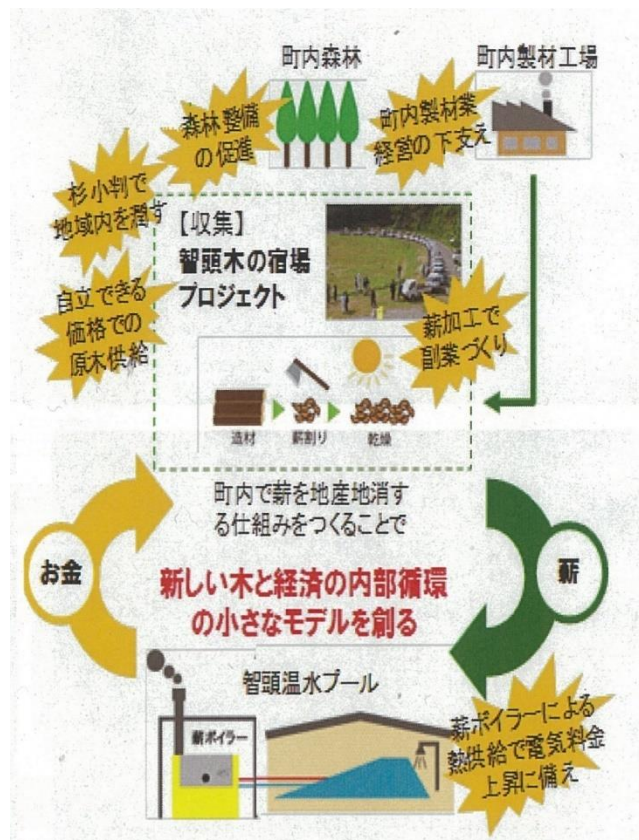 町内森林
町内製材工場
森林整備
の促進
町内製材業
経営の下支え
杉小判で
地域内を潤す
【収集】
智頭木の宿場
プロジェクト
自立できる
価格での
原木供給
薪加工で
副業づくり
造材
薪割り
乾燥
町内で薪を地産地消す
る仕組みをつくることで
お金
薪
新しい木と経済の内部循環
の小さなモデルを創る
智頭温水プール
薪ボイラー
薪ボイラーによる
熱供給で電気料金
上昇に備え